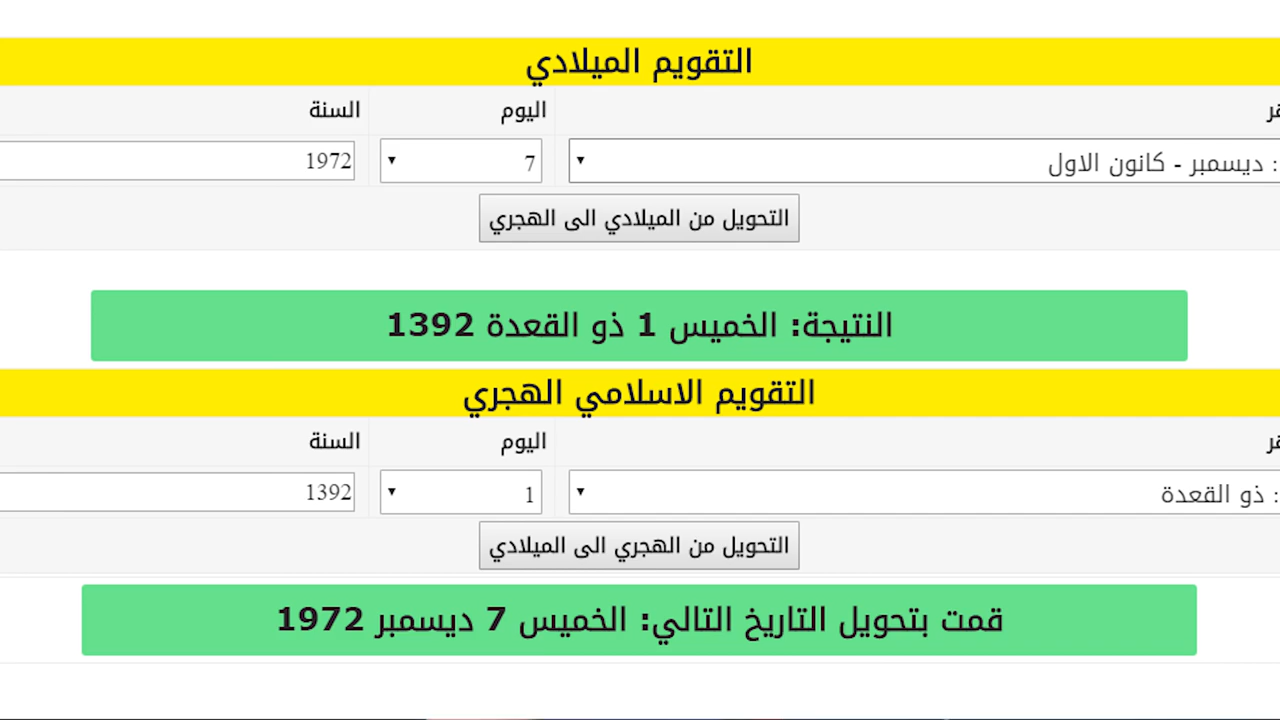 التقويم الميلادي
اليوم السنة
: ديسمبر - كانون الاول 7 1972
التحويل من الميلادي الى الهجري
النتيجة: الخميس 1 ذو القعدة 1392
التقويم الاسلامي الهجري
اليوم السنة
: ذو القعدة 1 1392
التحويل من الهجري الى الميلادي
قمت بتحويل التاريخ التالي: الخميس 7 ديسمبر 1972